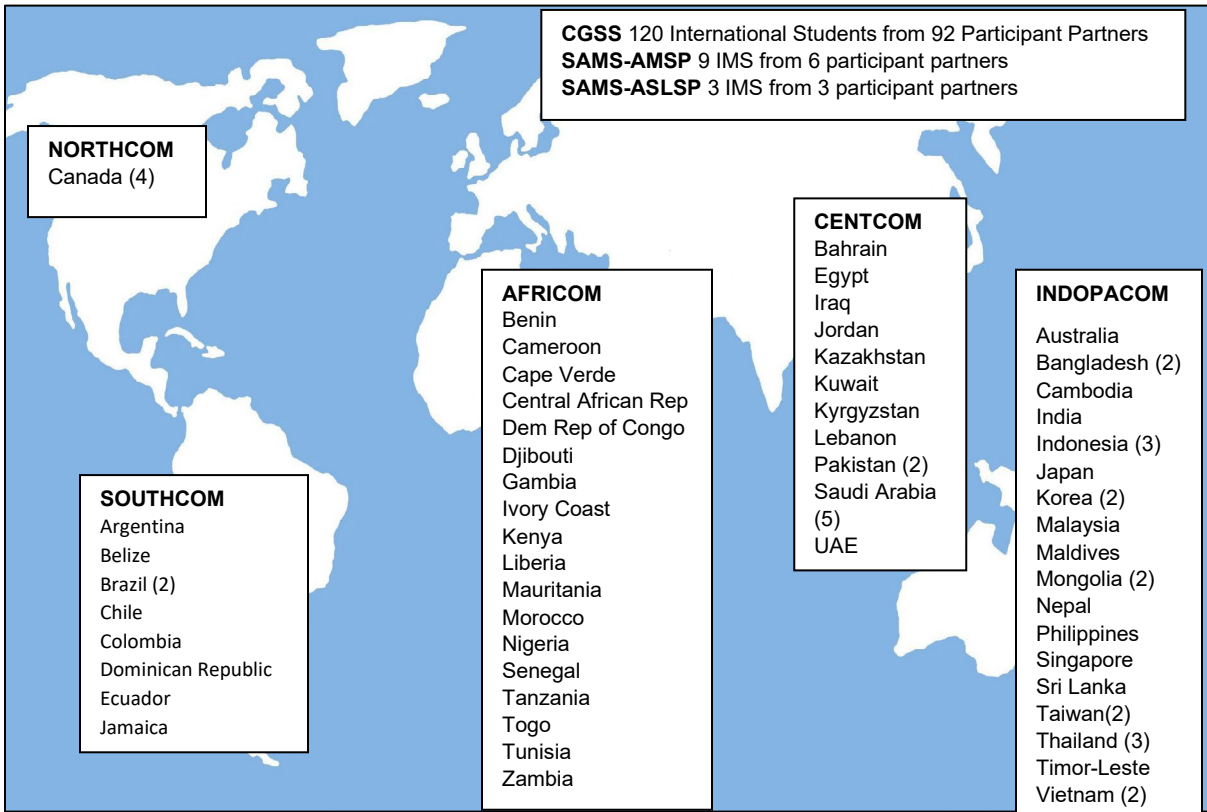 CGSS 120 International Students from 92 Participant Partners
SAMS-AMSP 9 IMS from 6 participant partners
SAMS-ASLSP 3 IMS from 3 participant partners
NORTHCOM
Canada (4)
SOUTHCOM
Argentina
Belize
Brazil (2)
Chile
Colombia
Dominican Republic
Ecuador
Jamaica
AFRICOM
Benin
Cameroon
Cape Verde
Central African Rep
Dem Rep of Congo
Djibouti
Gambia
Ivory Coast
Kenya
Liberia
Mauritania
Morocco
Nigeria
Senegal
Tanzania
Togo
Tunisia
Zambia
CENTCOM
Bahrain
Egypt
Iraq
Jordan
Kazakhstan
Kuwait
Kyrgyzstan
Lebanon
Pakistan (2)
Saudi Arabia
(5)
UAE
INDOPACOM
Australia
Bangladesh (2)
Cambodia
India
Indonesia (3)
Japan
Korea (2)
Malaysia
Maldives
Mongolia (2)
Nepal
Philippines
Singapore
Sri Lanka
Taiwan(2)
Thailand (3)
Timor-Leste
Vietnam (2)